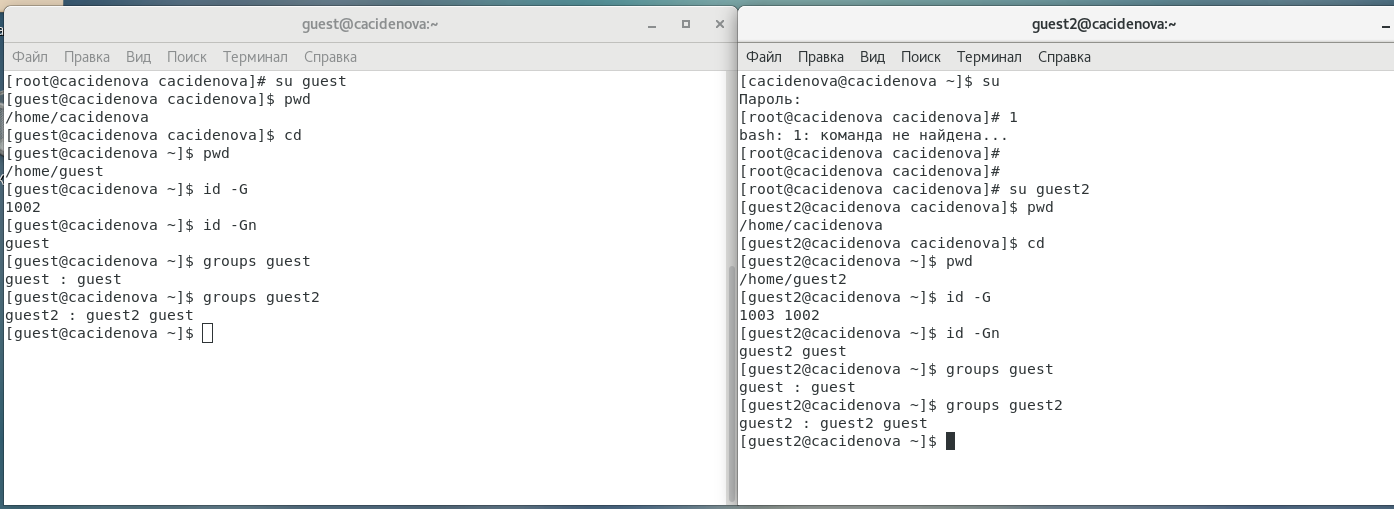 guest@cacidenova:~
Файл Правка Вид Поиск Терминал Справка
[root@cacidenova cacidenova]# su guest
[guest@cacidenova cacidenova]$ pwd
/home/cacidenova
[guest@cacidenova cacidenova]$ cd
[guest@cacidenova ~]$ pwd
/home/guest
[guest@cacidenova ~]$ id -G
1002
[guest@cacidenova ~]$ id -Gn
guest
[guest@cacidenova ~]$ groups guest
guest : guest
[guest@cacidenova ~]$ groups guest2
guest2 : guest2 guest
[guest@cacidenova ~]$
guest2@cacidenova:~
Файл Правка Вид Поиск Терминал Справка
[cacidenova@cacidenova ~]$ su
Пароль:
[root@cacidenova cacidenova]# 1
bash: 1: команда не найдена...
[root@cacidenova cacidenova]#
[root@cacidenova cacidenova]#
[root@cacidenova cacidenova]# su guest2
[guest2@cacidenova cacidenova]$ pwd
/home/cacidenova
[guest2@cacidenova cacidenova]$ cd
[guest2@cacidenova ~]$ pwd
/home/guest2
[guest2@cacidenova ~]$ id -G
1003 1002
[guest2@cacidenova ~]$ id -Gn
guest2 guest
[guest2@cacidenova ~]$ groups guest
guest : guest
[guest2@cacidenova ~]$ groups guest2
guest2 : guest2 guest
[guest2@cacidenova ~]$